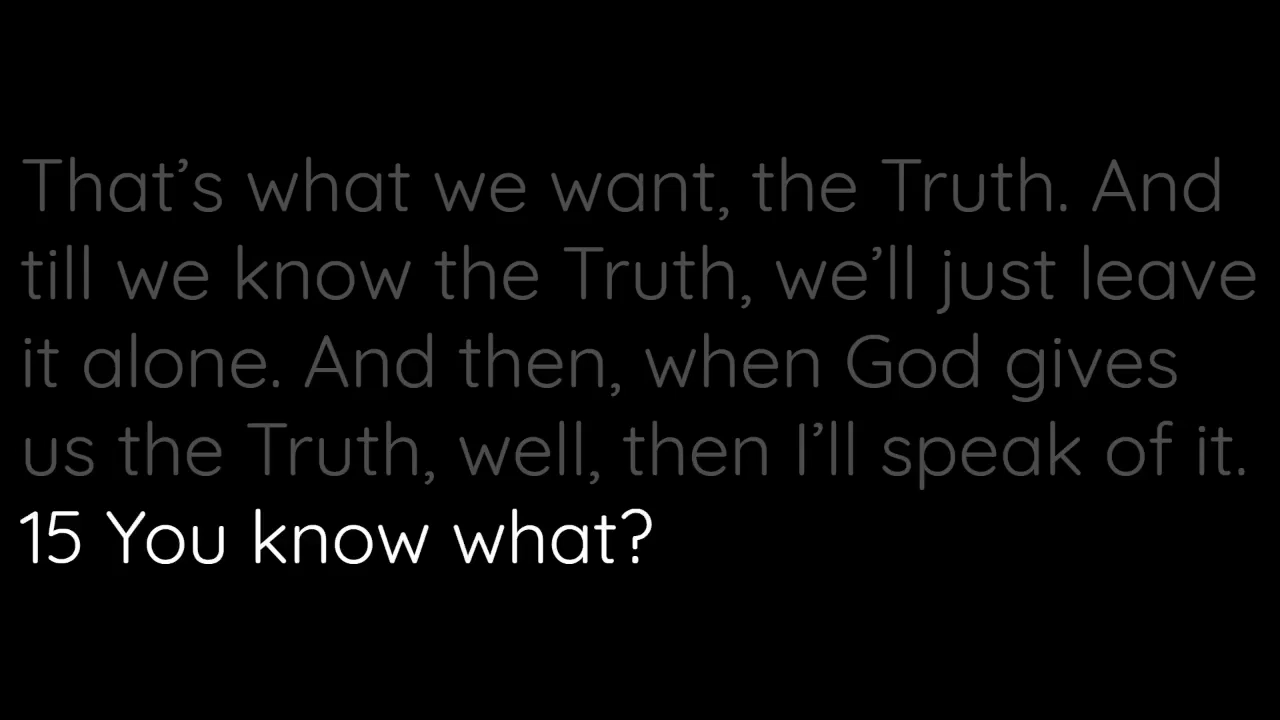 That’s what we want, the Truth. And
till we know the Truth, we’ll just leave
it alone. And then, when God gives
us the Truth, well, then I’ll speak of it.
15 You know what?